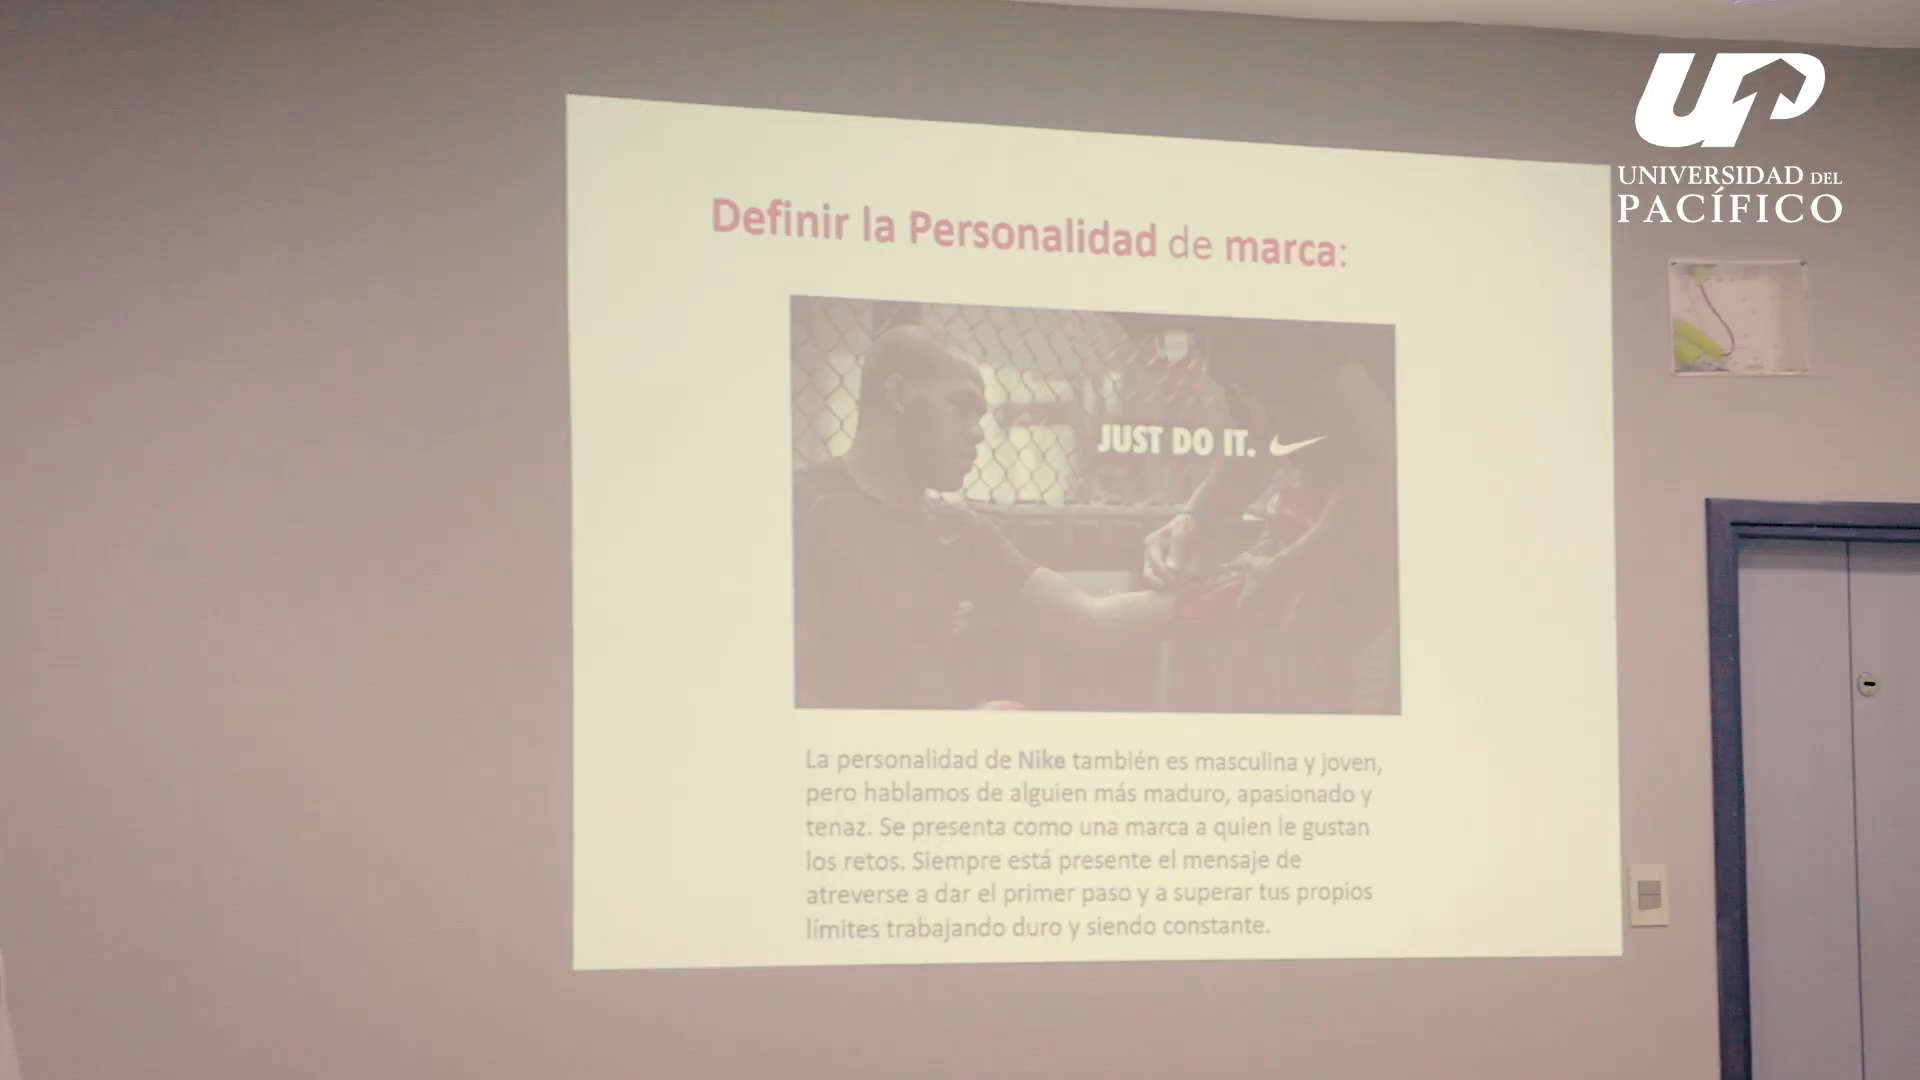 UP
UNIVERSIDAD DEL
PACÍFICO
Definir la Personalidad de marca:
JUST DO IT.
La personalidad de Nike también es masculina y joven,
pero hablamos de alguien más maduro, apasionado y
tenaz. Se presenta como una marca a quien le gustan
los retos. Siempre está presente el mensaje de
atreverse a dar el primer paso y a superar tus propios
límites trabajando duro y siendo constante.